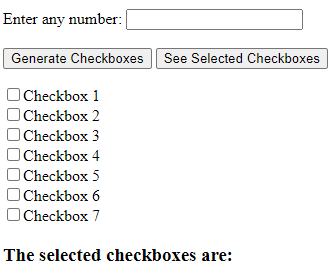 Enter any number:
Generate Checkboxes See Selected Checkboxes
Checkbox 1
Checkbox 2
Checkbox 3
Checkbox 4
Checkbox 5
Checkbox 6
Checkbox 7
The selected checkboxes are: